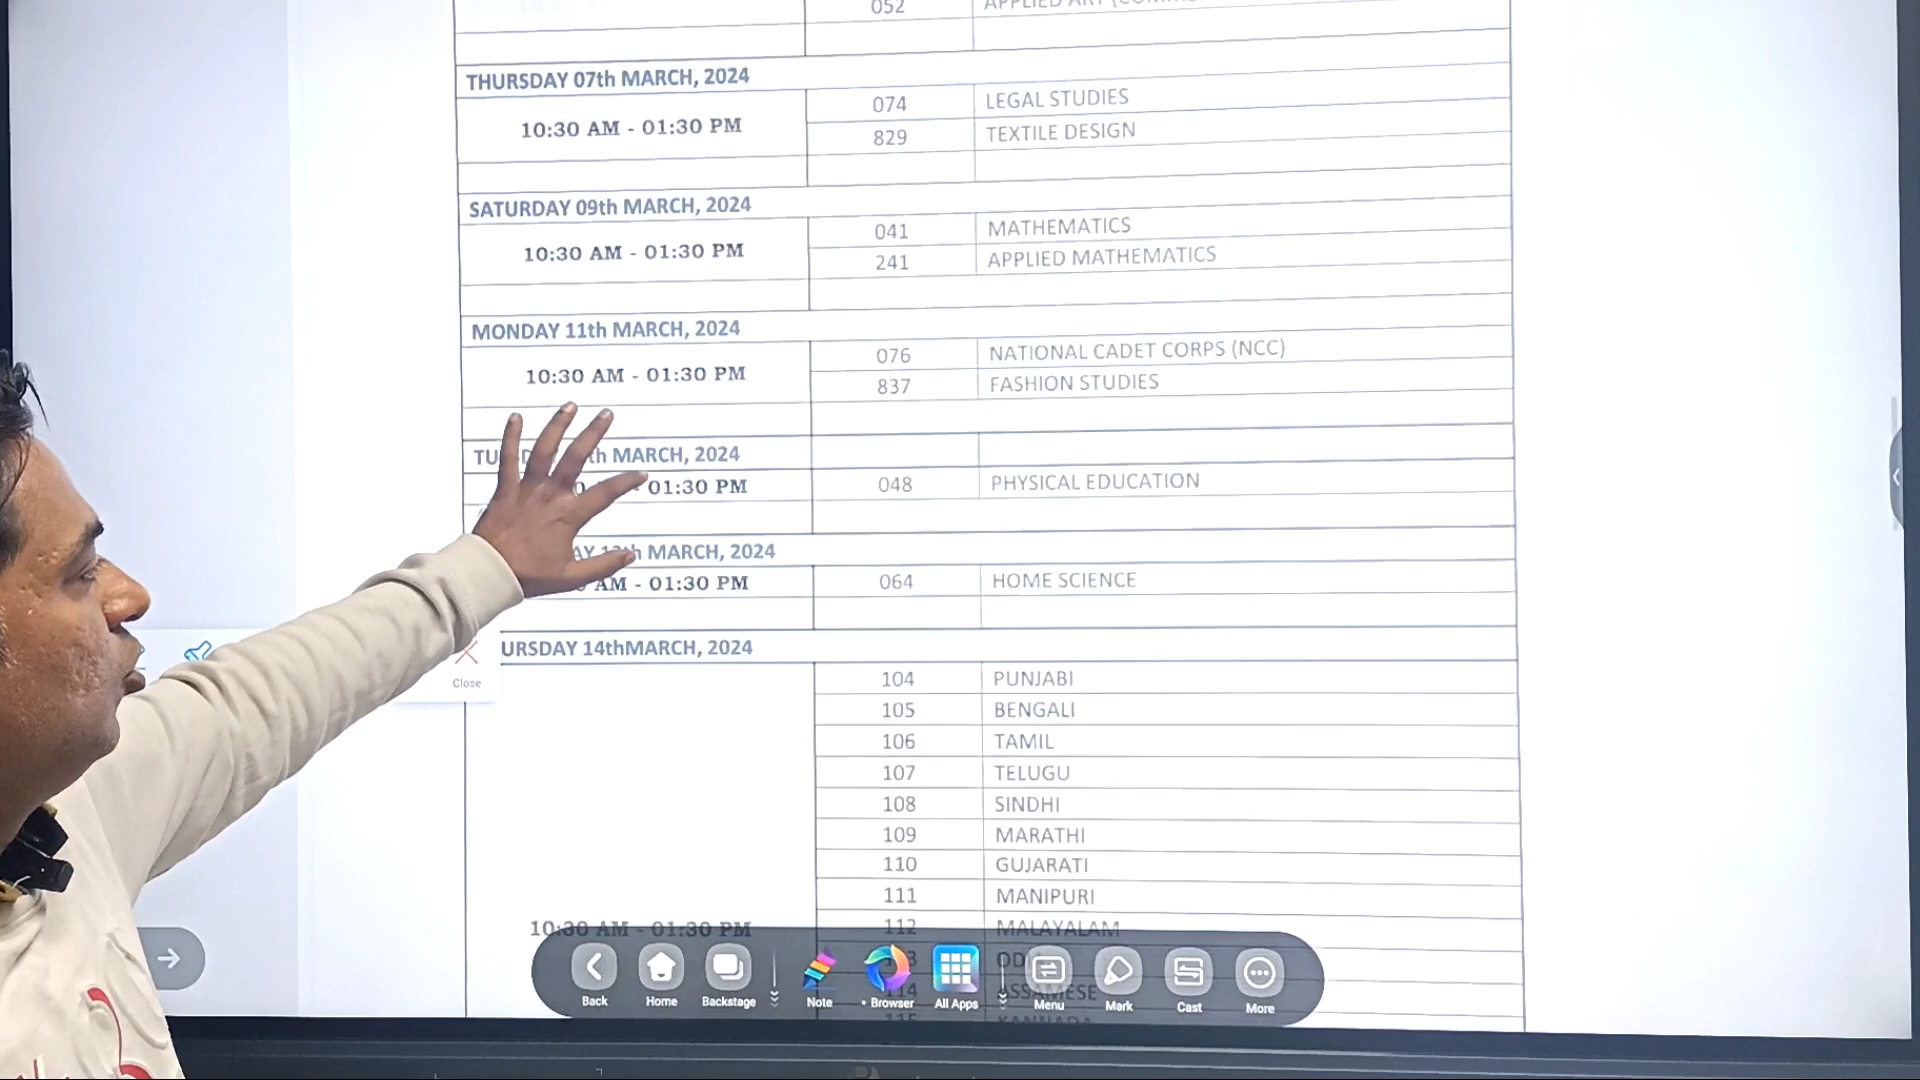 052
THURSDAY 07th MARCH, 2024
10:30 AM - 01:30 PM
074 LEGAL STUDIES
829 TEXTILE DESIGN
SATURDAY 09th MARCH, 2024
10:30 AM - 01:30 PM
041 MATHEMATICS
241 APPLIED MATHEMATICS
MONDAY 11th MARCH, 2024
10:30 AM - 01:30 PM
076 NATIONAL CADET CORPS (NCC)
837 FASHION STUDIES
MARCH, 2024
01:30 PM
048 PHYSICAL EDUCATION
MARCH, 2024
AM - 01:30 PM
064 HOME SCIENCE
URSDAY 14thMARCH, 2024
Close
104 PUNJABI
105 BENGALI
106 TAMIL
107 TELUGU
108 SINDHI
109 MARATHI
110 GUJARATI
111 MANIPURI
10:30 AM - 01:30 PM
112 MALAYALAM
OD
114 ASSAMESE
115 KANNADA
Back Home Backstage Note Browser All Apps Menu Mark Cast More